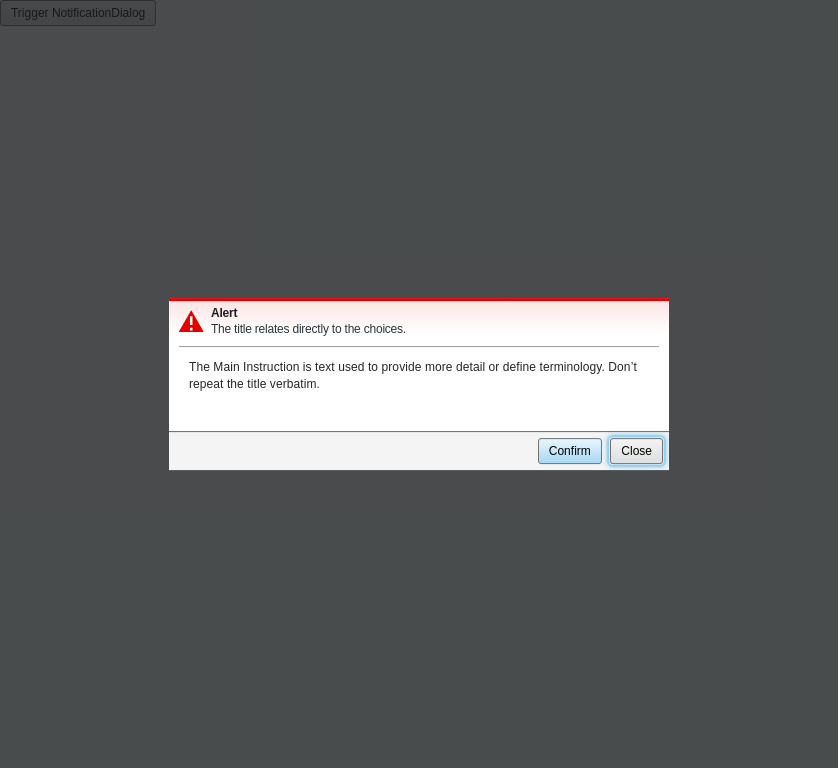 Trigger NotificationDialog
Alert
The title relates directly to the choices.
The Main Instruction is text used to provide more detail or define terminology. Don’t
repeat the title verbatim.
Confirm
Close